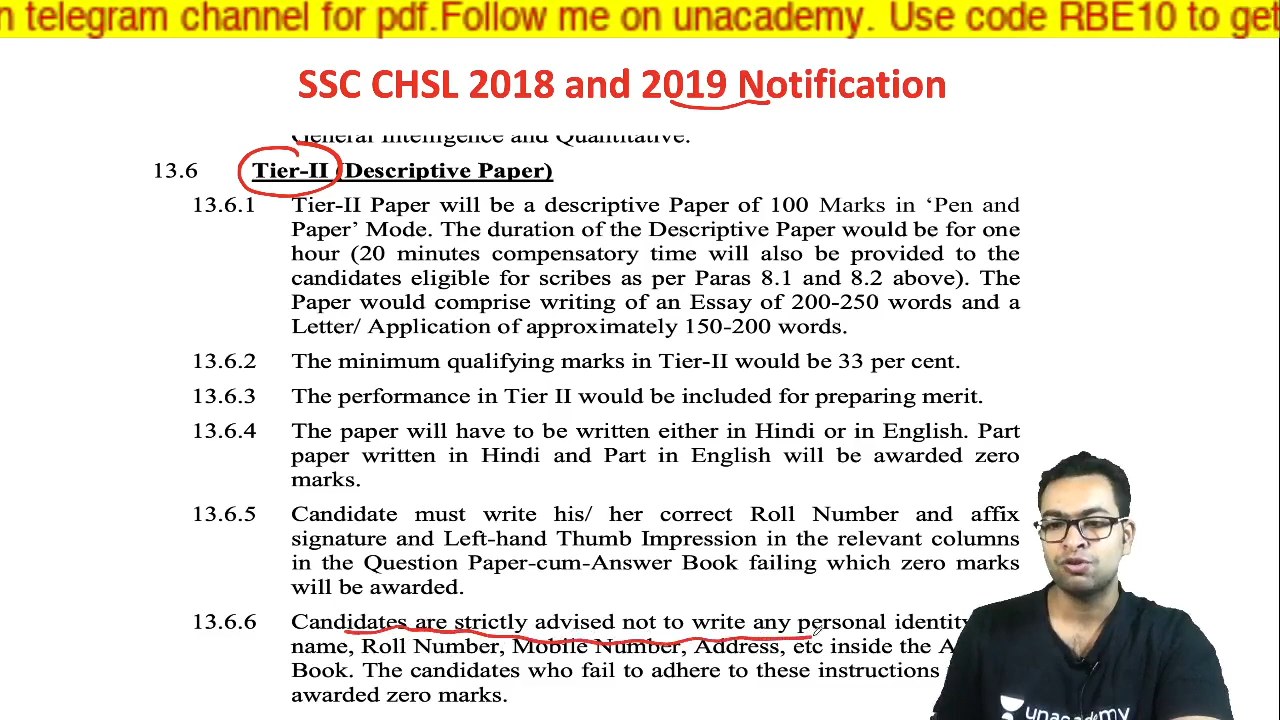 n telegram channel for pdf.Follow me on unacademy. Use code RBE10 to get
SSC CHSL 2018 and 2019 Notification
General Intelligence and Quantitative.
13.6 Tier-II (Descriptive Paper)
13.6.1 Tier-II Paper will be a descriptive Paper of 100 Marks in ‘Pen and
Paper’ Mode. The duration of the Descriptive Paper would be for one
hour (20 minutes compensatory time will also be provided to the
candidates eligible for scribes as per Paras 8.1 and 8.2 above). The
Paper would comprise writing of an Essay of 200-250 words and a
Letter/ Application of approximately 150-200 words.
13.6.2 The minimum qualifying marks in Tier-II would be 33 per cent.
13.6.3 The performance in Tier II would be included for preparing merit.
13.6.4 The paper will have to be written either in Hindi or in English. Part
paper written in Hindi and Part in English will be awarded zero
marks.
13.6.5 Candidate must write his/ her correct Roll Number and affix
signature and Left-hand Thumb Impression in the relevant columns
in the Question Paper-cum-Answer Book failing which zero marks
will be awarded.
13.6.6 Candidates are strictly advised not to write any personal identity
name, Roll Number, Mobile Number, Address, etc inside the A
Book. The candidates who fail to adhere to these instructions
awarded zero marks.
unacademy